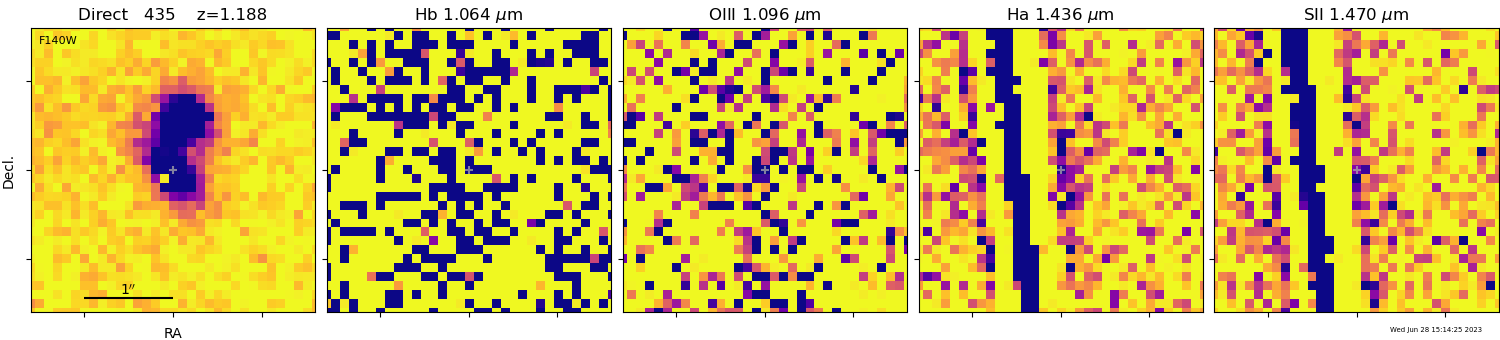 Direct 435 z=1.188
Hb 1.064 μm
OIII 1.096 μm
Ha 1.436 μm
SII 1.470 μm
F140W
Decl.
1″
RA
Wed Jun 28 15:14:25 2023